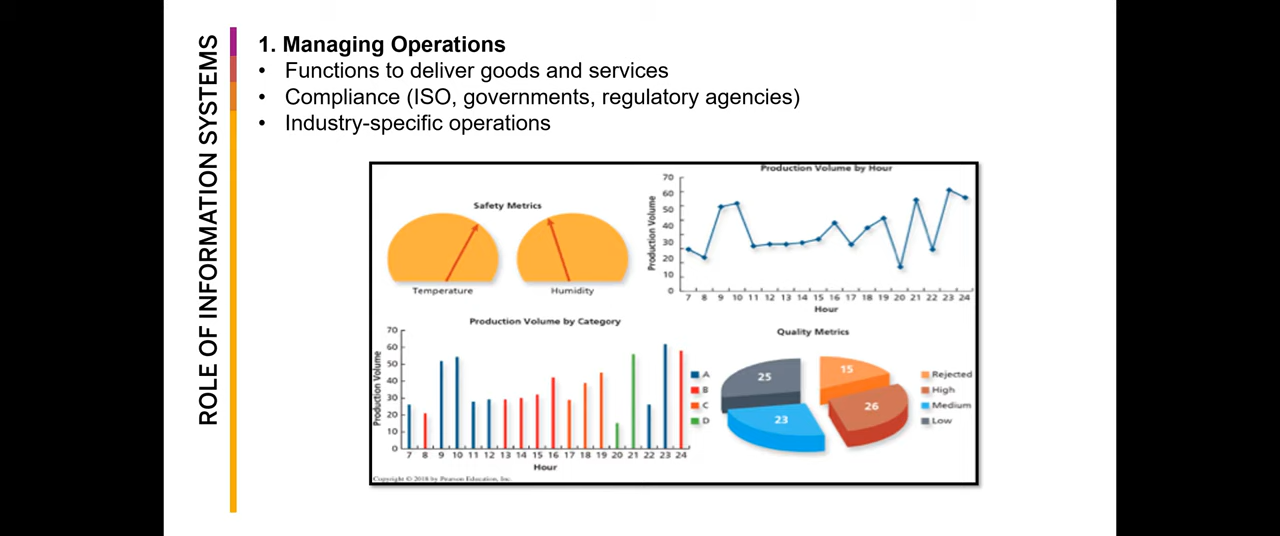 ROLE OF INFORMATION SYSTEMS
1. Managing Operations
• Functions to deliver goods and services
• Compliance (ISO, governments, regulatory agencies)
• Industry-specific operations
Safety Metrics
Temperature
Humidity
Production Volume by Hour
Production Volume
70
60
50
40
30
20
10
0
7 8 9 10 11 12 13 14 15 16 17 18 19 20 21 22 23 24
Hour
Production Volume by Category
Production Volume
70
60
50
40
30
20
10
0
7 8 9 10 11 12 13 14 15 16 17 18 19 20 21 22 23 24
Hour
A
B
C
D
Quality Metrics
25
15
23
26
Rejected
High
Medium
Low
Copyright © 2018 by Pearson Education, Inc.